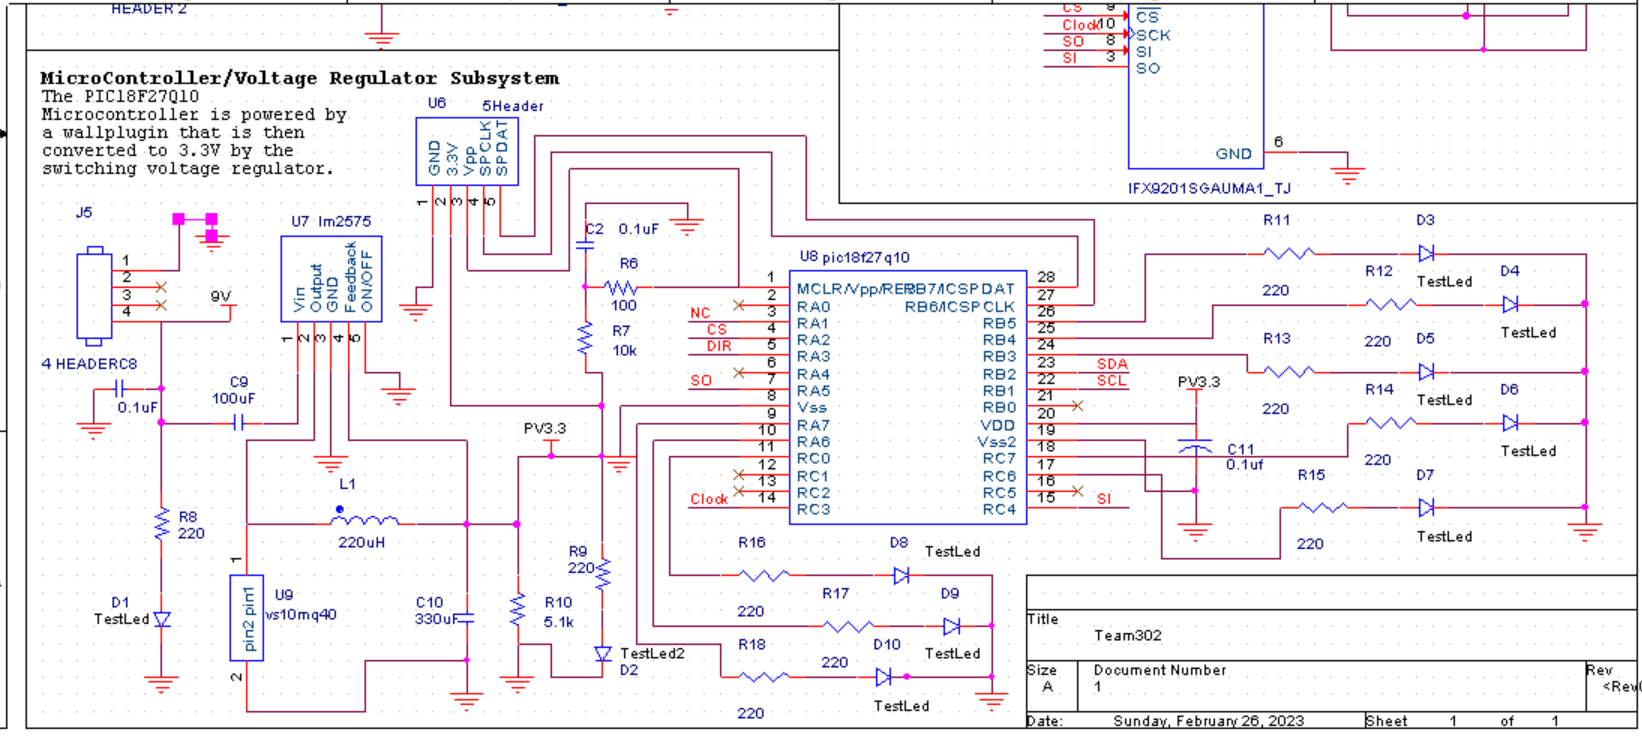 HEADER 2
CS
9
CS
Clock
10
SCK
SO
8
SI
SI
3
SO
GND
6
IFX9201SGAUMA1_TJ
MicroController/Voltage Regulator Subsystem
The PIC18F27Q10
Microcontroller is powered by
a wallplugin that is then
converted to 3.3V by the
switching voltage regulator.
U6
5Header
GND
3.3V
Vpp
SPCLK
SPDAT
1
2
3
4
5
J5
1
2
3
4
4 HEADER
9V
U7 lm2575
Vin
Output
GND
Feedback
ON/OFF
1
2
3
4
5
C8
0.1uF
C9
100uF
C2 0.1uF
R6
100
R7
10k
PV3.3
L1
220uH
R8
220
D1
TestLed
U9
vs10mq40
pin2 pin1
1
2
C10
330uF
R10
5.1k
R9
220
TestLed2
D2
U8 pic18f27q10
1
MCLR/Vpp/RE
2
RA0
NC
3
RA1
CS
4
RA2
DIR
5
RA3
6
RA4
SO
7
RA5
8
Vss
9
RA7
10
RA6
11
RC0
12
RC1
13
RC2
Clock
14
RC3
28
RB7/ICSPDAT
27
RB6/ICSPCLK
26
RB5
25
RB4
24
RB3
23
RB2
SDA
22
RB1
SCL
21
RB0
20
VDD
19
Vss2
18
RC7
17
RC6
16
RC5
15
RC4
SI
PV3.3
C11
0.1uf
R11
220
D3
TestLed
R12
220
D4
TestLed
R13
220
D5
TestLed
R14
220
D6
TestLed
R15
220
D7
TestLed
R16
220
D8
TestLed
R17
220
D9
TestLed
R18
220
D10
TestLed
Title
Team302
Size
A
Document Number
1
Rev
Date:
Sunday, February 26, 2023
Sheet 1 of 1